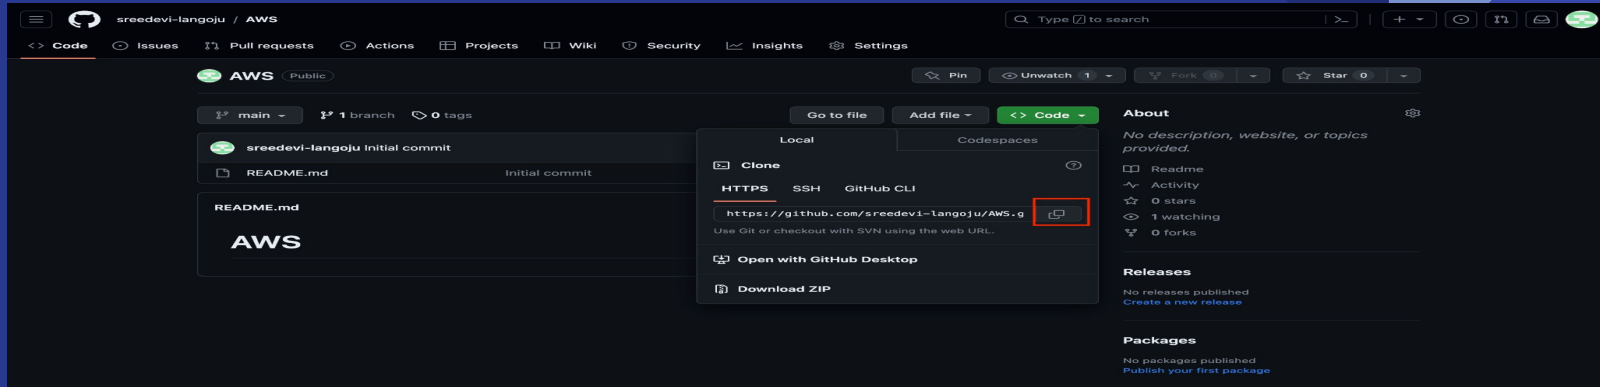 sreedevi-langoju / AWS
Type / to search
Code Issues Pull requests Actions Projects Wiki Security Insights Settings
AWS Public
Pin Unwatch 1 Fork 0 Star 0
main 1 branch 0 tags
Go to file Add file <> Code
sreedevi-langoju Initial commit
README.md Initial commit
README.md
AWS
Local Codespaces
Clone
HTTPS SSH GitHub CLI
https://github.com/sreedevi-langoju/AWS.g
Use Git or checkout with SVN using the web URL.
Open with GitHub Desktop
Download ZIP
About
No description, website, or topics
provided.
Readme
Activity
0 stars
1 watching
0 forks
Releases
No releases published
Create a new release
Packages
No packages published
Publish your first package